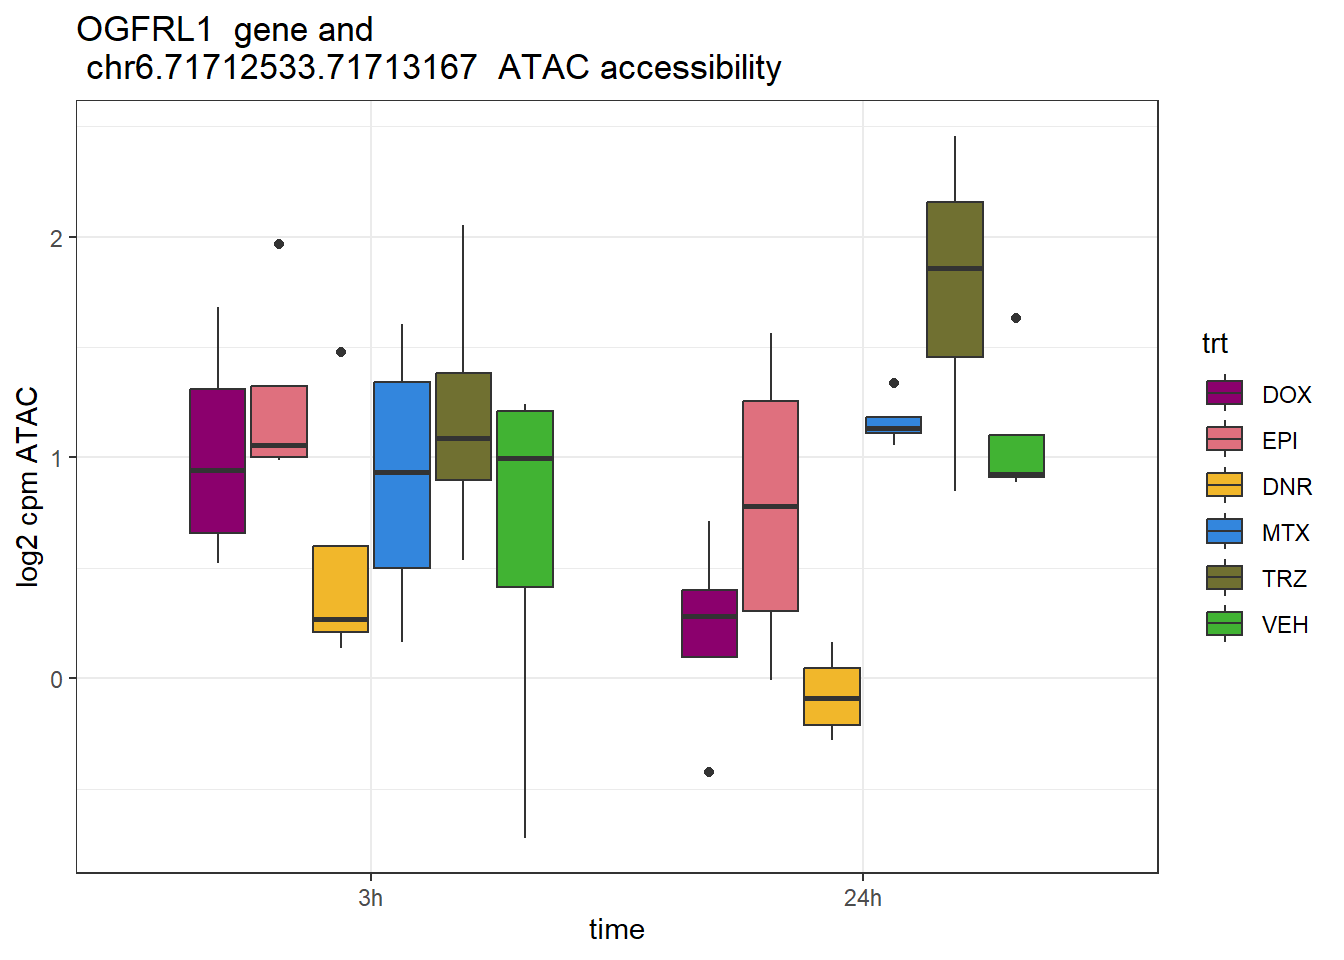 OGFRL1  gene and
chr6.71712533.71713167  ATAC accessibility
log2 cpm ATAC
2
1
0
3h
24h
time
trt
DOX
EPI
DNR
MTX
TRZ
VEH